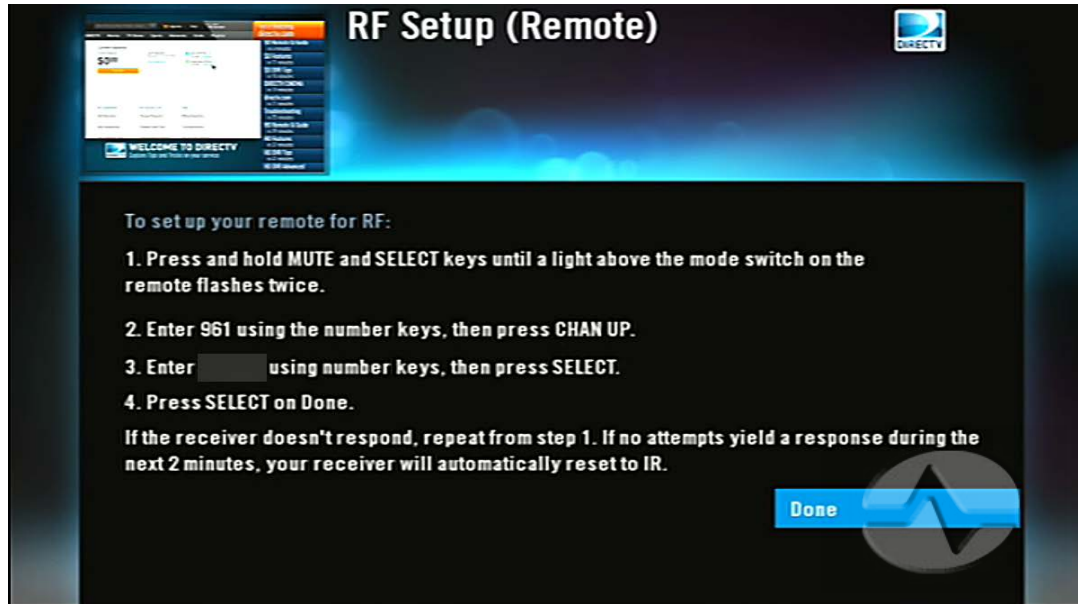 RF Setup (Remote)
DIRECTV
$0⁰⁰
WELCOME TO DIRECTV
To set up your remote for RF:
1. Press and hold MUTE and SELECT keys until a light above the mode switch on the
remote flashes twice.
2. Enter 961 using the number keys, then press CHAN UP.
3. Enter using number keys, then press SELECT.
4. Press SELECT on Done.
If the receiver doesn't respond, repeat from step 1. If no attempts yield a response during the
next 2 minutes, your receiver will automatically reset to IR.
Done